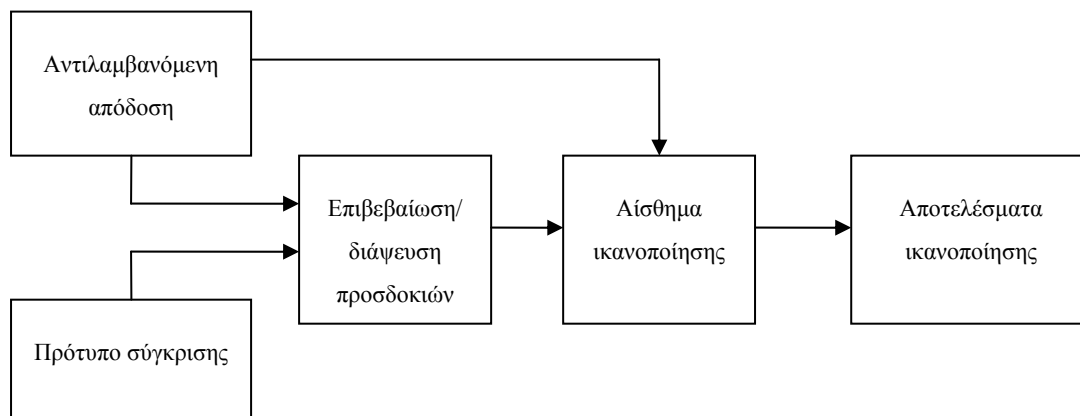 Αντιλαμβανόμενη
απόδοση
Επιβεβαίωση/
διάψευση
προσδοκιών
Αίσθημα
ικανοποίησης
Αποτελέσματα
ικανοποίησης
Πρότυπο σύγκρισης